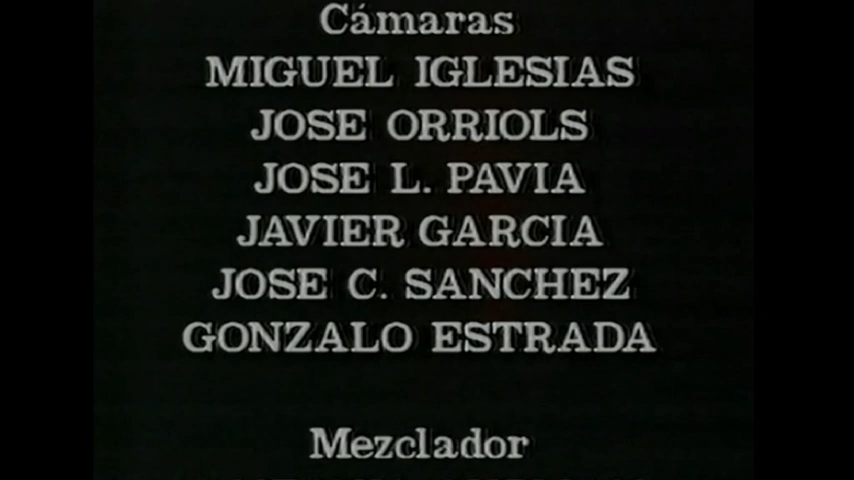 Cámaras
MIGUEL IGLESIAS
JOSE ORRIOLS
JOSE L. PAVIA
JAVIER GARCIA
JOSE C. SANCHEZ
GONZALO ESTRADA
Mezclador